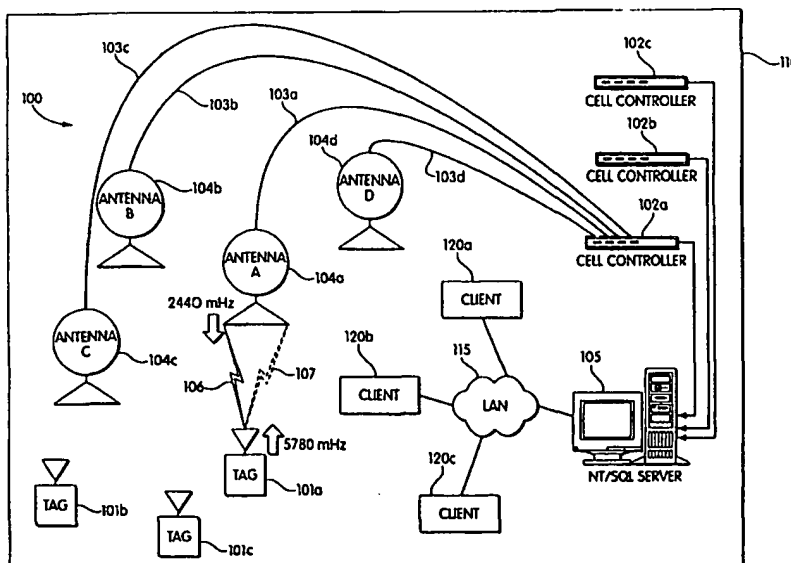 103c
102c
110
CELL CONTROLLER
100
103b
103a
102b
104d
104b
CELL CONTROLLER
ANTENNA
B
ANTENNA
D
103d
102a
CELL CONTROLLER
ANTENNA
A
104a
120a
2440 mHz
CLIENT
ANTENNA
C
104c
120b
115
105
106
107
CLIENT
LAN
5780 mHz
120c
NT/SQL SERVER
TAG
101a
TAG
101b
CLIENT
TAG
101c